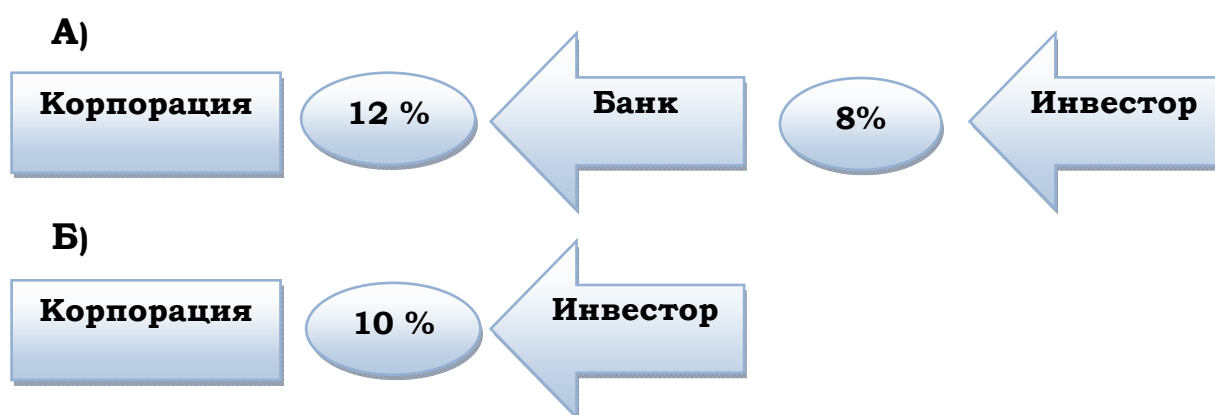 А)
Корпорация 12 % Банк 8% Инвестор
Б)
Корпорация 10 % Инвестор